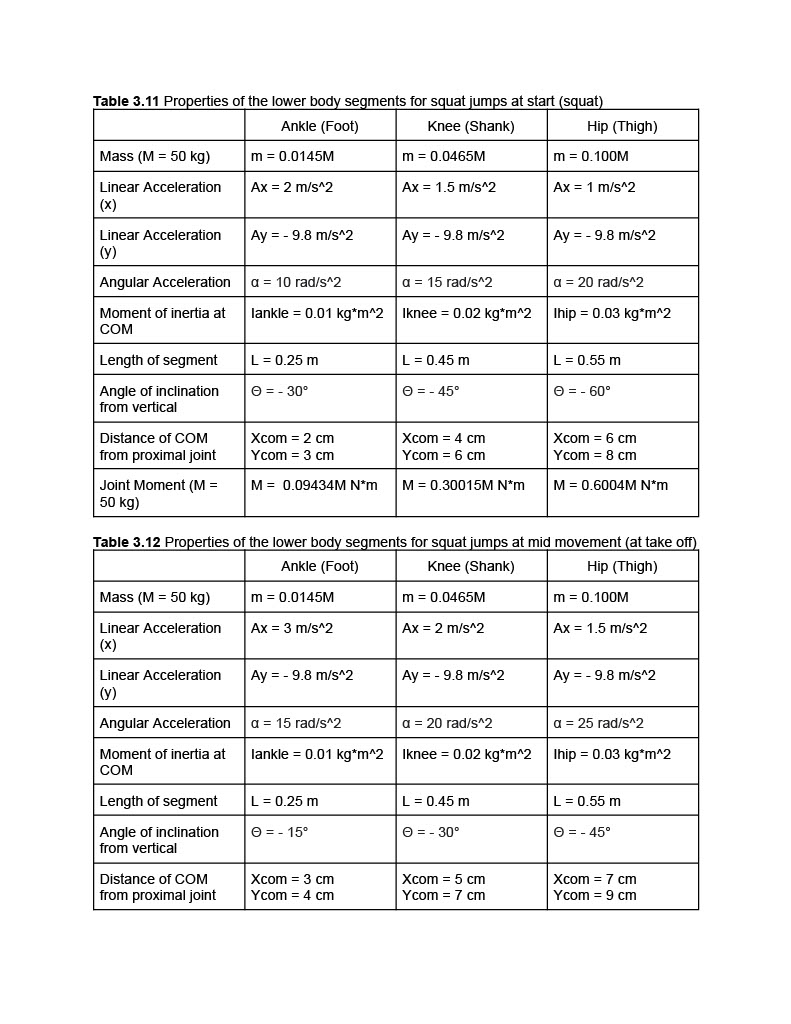 Table 3.11 Properties of the lower body segments for squat jumps at start (squat)
Ankle (Foot) Knee (Shank) Hip (Thigh)
Mass (M = 50 kg) m = 0.0145M m = 0.0465M m = 0.100M
Linear Acceleration (x) Ax = 2 m/s^2 Ax = 1.5 m/s^2 Ax = 1 m/s^2
Linear Acceleration (y) Ay = - 9.8 m/s^2 Ay = - 9.8 m/s^2 Ay = - 9.8 m/s^2
Angular Acceleration α = 10 rad/s^2 α = 15 rad/s^2 α = 20 rad/s^2
Moment of inertia at COM Iankle = 0.01 kg*m^2 Iknee = 0.02 kg*m^2 Ihip = 0.03 kg*m^2
Length of segment L = 0.25 m L = 0.45 m L = 0.55 m
Angle of inclination from vertical Θ = - 30° Θ = - 45° Θ = - 60°
Distance of COM from proximal joint Xcom = 2 cm Ycom = 3 cm Xcom = 4 cm Ycom = 6 cm Xcom = 6 cm Ycom = 8 cm
Joint Moment (M = 50 kg) M = 0.09434M N*m M = 0.30015M N*m M = 0.6004M N*m
Table 3.12 Properties of the lower body segments for squat jumps at mid movement (at take off)
Ankle (Foot) Knee (Shank) Hip (Thigh)
Mass (M = 50 kg) m = 0.0145M m = 0.0465M m = 0.100M
Linear Acceleration (x) Ax = 3 m/s^2 Ax = 2 m/s^2 Ax = 1.5 m/s^2
Linear Acceleration (y) Ay = - 9.8 m/s^2 Ay = - 9.8 m/s^2 Ay = - 9.8 m/s^2
Angular Acceleration α = 15 rad/s^2 α = 20 rad/s^2 α = 25 rad/s^2
Moment of inertia at COM Iankle = 0.01 kg*m^2 Iknee = 0.02 kg*m^2 Ihip = 0.03 kg*m^2
Length of segment L = 0.25 m L = 0.45 m L = 0.55 m
Angle of inclination from vertical Θ = - 15° Θ = - 30° Θ = - 45°
Distance of COM from proximal joint Xcom = 3 cm Ycom = 4 cm Xcom = 5 cm Ycom = 7 cm Xcom = 7 cm Ycom = 9 cm